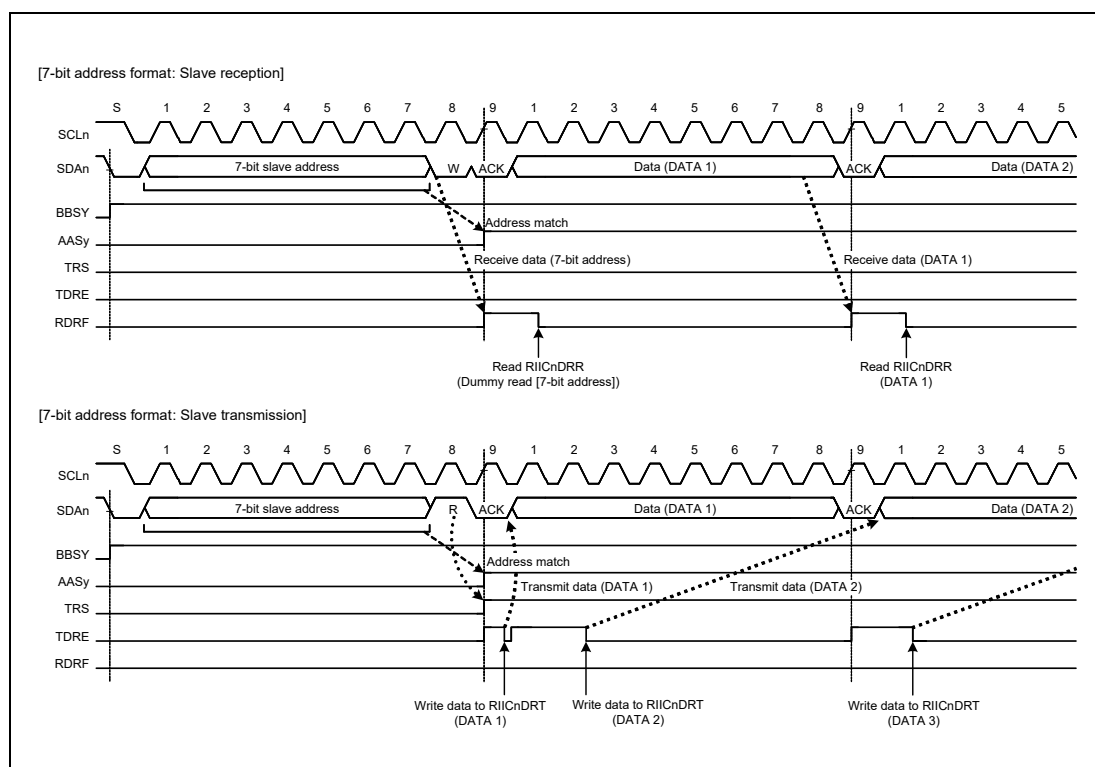 [7-bit address format: Slave reception]
S 1 2 3 4 5 6 7 8 9 1 2 3 4 5 6 7 8 9 1 2 3 4 5
SCLn
SDAn 7-bit slave address W ACK Data (DATA 1) ACK Data (DATA 2)
BBSY
Address match
AASy
Receive data (7-bit address) Receive data (DATA 1)
TRS
TDRE
RDRF
Read RIICnDRR Read RIICnDRR
(Dummy read [7-bit address]) (DATA 1)
[7-bit address format: Slave transmission]
S 1 2 3 4 5 6 7 8 9 1 2 3 4 5 6 7 8 9 1 2 3 4 5
SCLn
SDAn 7-bit slave address R ACK Data (DATA 1) ACK Data (DATA 2)
BBSY
Address match
AASy
Transmit data (DATA 1) Transmit data (DATA 2)
TRS
TDRE
RDRF
Write data to RIICnDRT Write data to RIICnDRT Write data to RIICnDRT
(DATA 1) (DATA 2) (DATA 3)